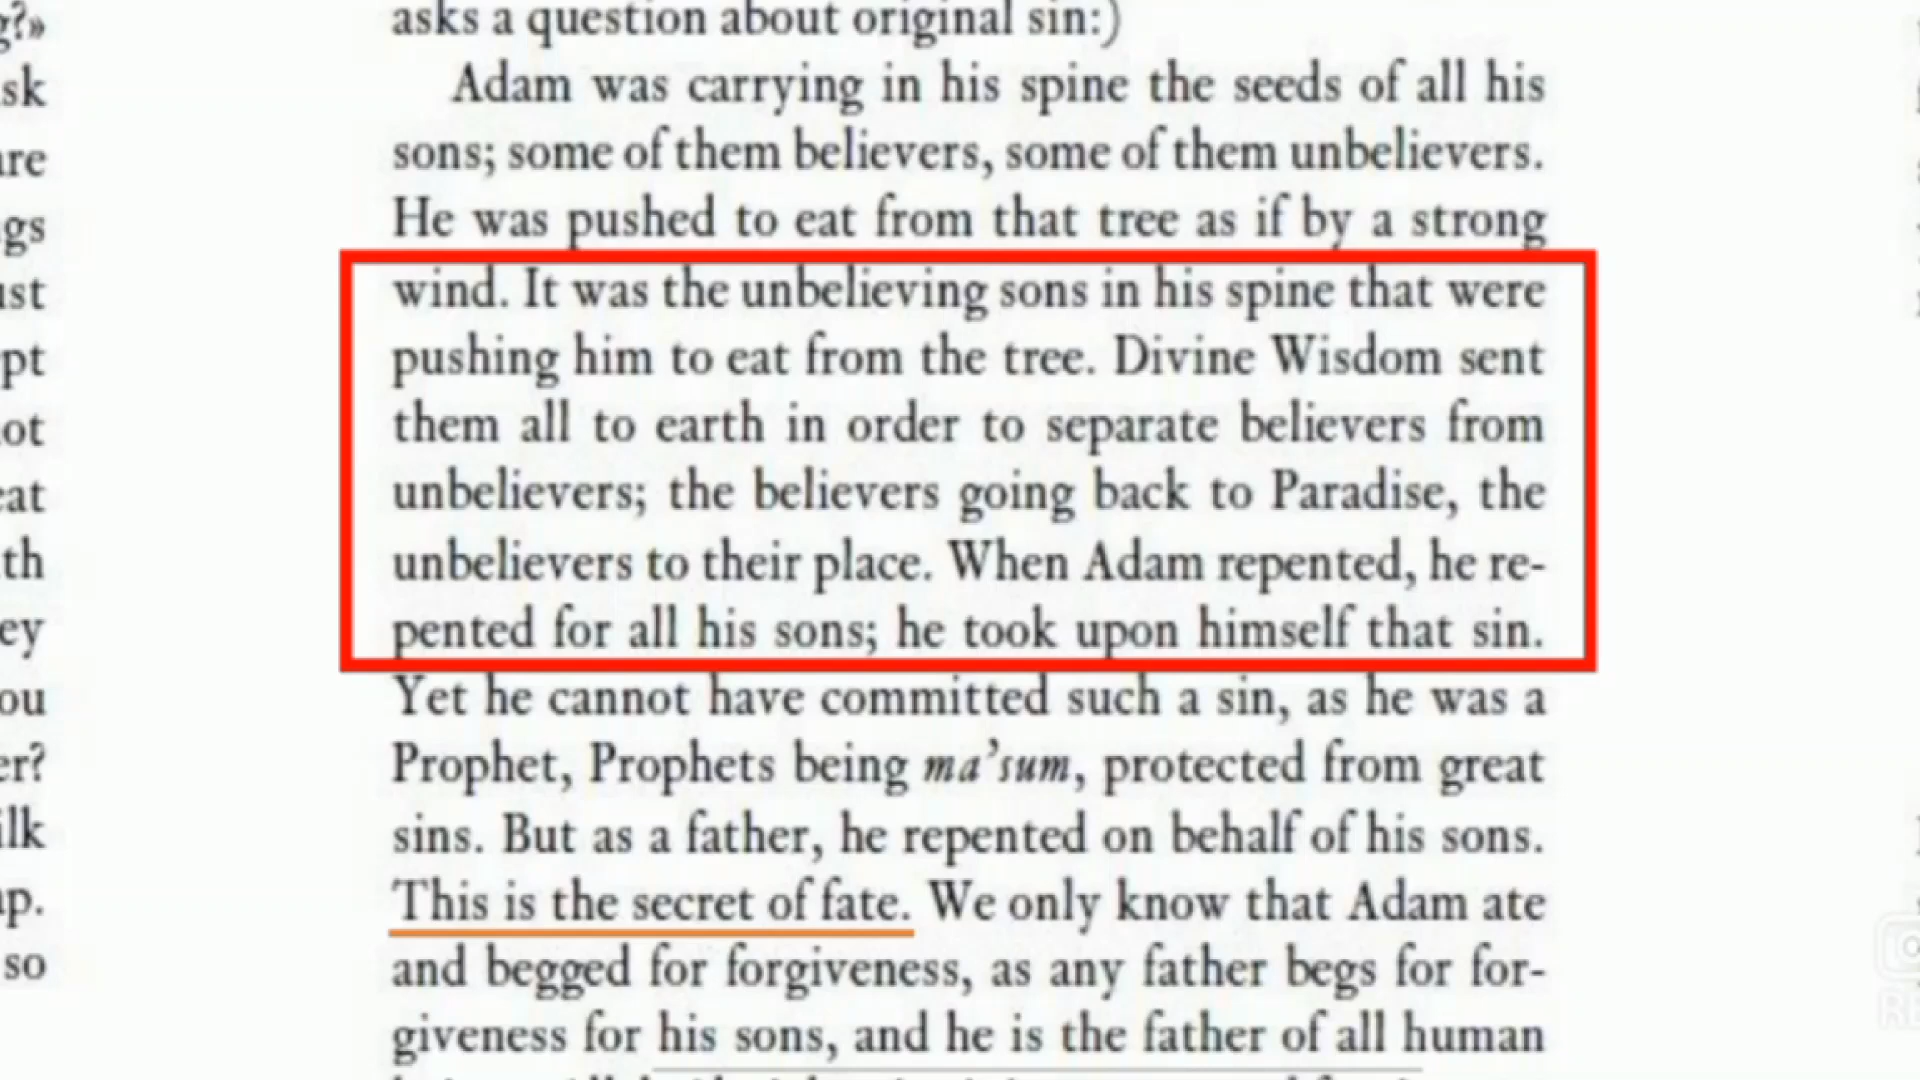 asks a question about original sin:)
Adam was carrying in his spine the seeds of all his
sons; some of them believers, some of them unbelievers.
He was pushed to eat from that tree as if by a strong
wind. It was the unbelieving sons in his spine that were
pushing him to eat from the tree. Divine Wisdom sent
them all to earth in order to separate believers from
unbelievers; the believers going back to Paradise, the
unbelievers to their place. When Adam repented, he re-
pented for all his sons; he took upon himself that sin.
Yet he cannot have committed such a sin, as he was a
Prophet, Prophets being ma'sum, protected from great
sins. But as a father, he repented on behalf of his sons.
This is the secret of fate. We only know that Adam ate
and begged for forgiveness, as any father begs for for-
giveness for his sons, and he is the father of all human